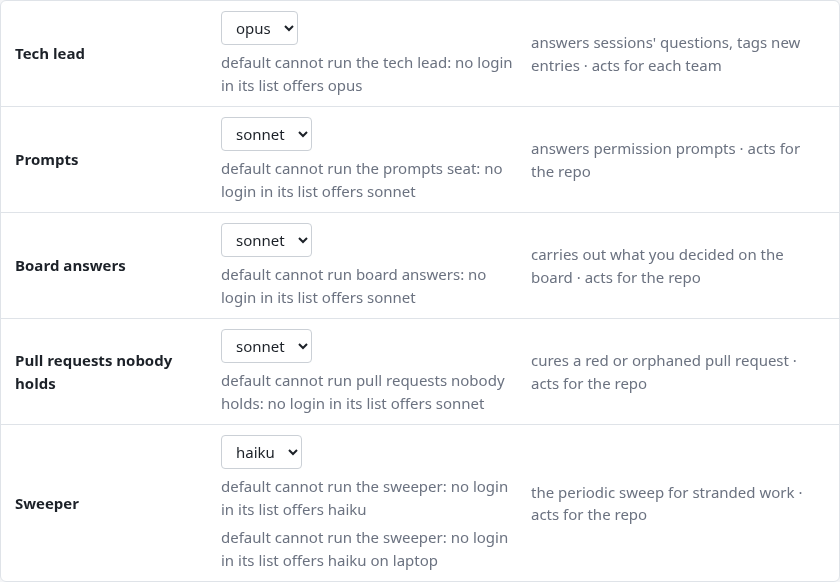 Tech lead
opus
default cannot run the tech lead: no login
in its list offers opus
answers sessions' questions, tags new
entries · acts for each team
Prompts
sonnet
default cannot run the prompts seat: no
login in its list offers sonnet
answers permission prompts · acts for
the repo
Board answers
sonnet
default cannot run board answers: no
login in its list offers sonnet
carries out what you decided on the
board · acts for the repo
Pull requests nobody
holds
sonnet
default cannot run pull requests nobody
holds: no login in its list offers sonnet
cures a red or orphaned pull request ·
acts for the repo
Sweeper
haiku
default cannot run the sweeper: no login
in its list offers haiku
default cannot run the sweeper: no login
in its list offers haiku on laptop
the periodic sweep for stranded work ·
acts for the repo